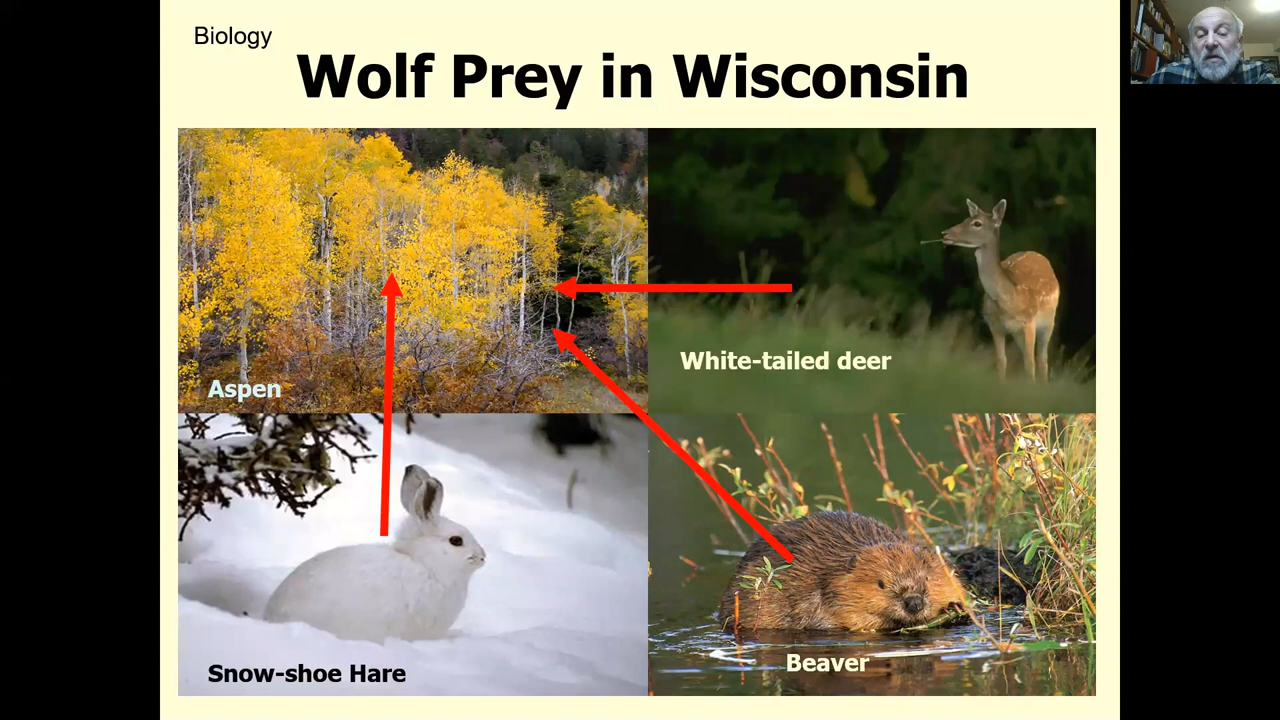 Biology
Wolf Prey in Wisconsin
Aspen
White-tailed deer
Snow-shoe Hare
Beaver